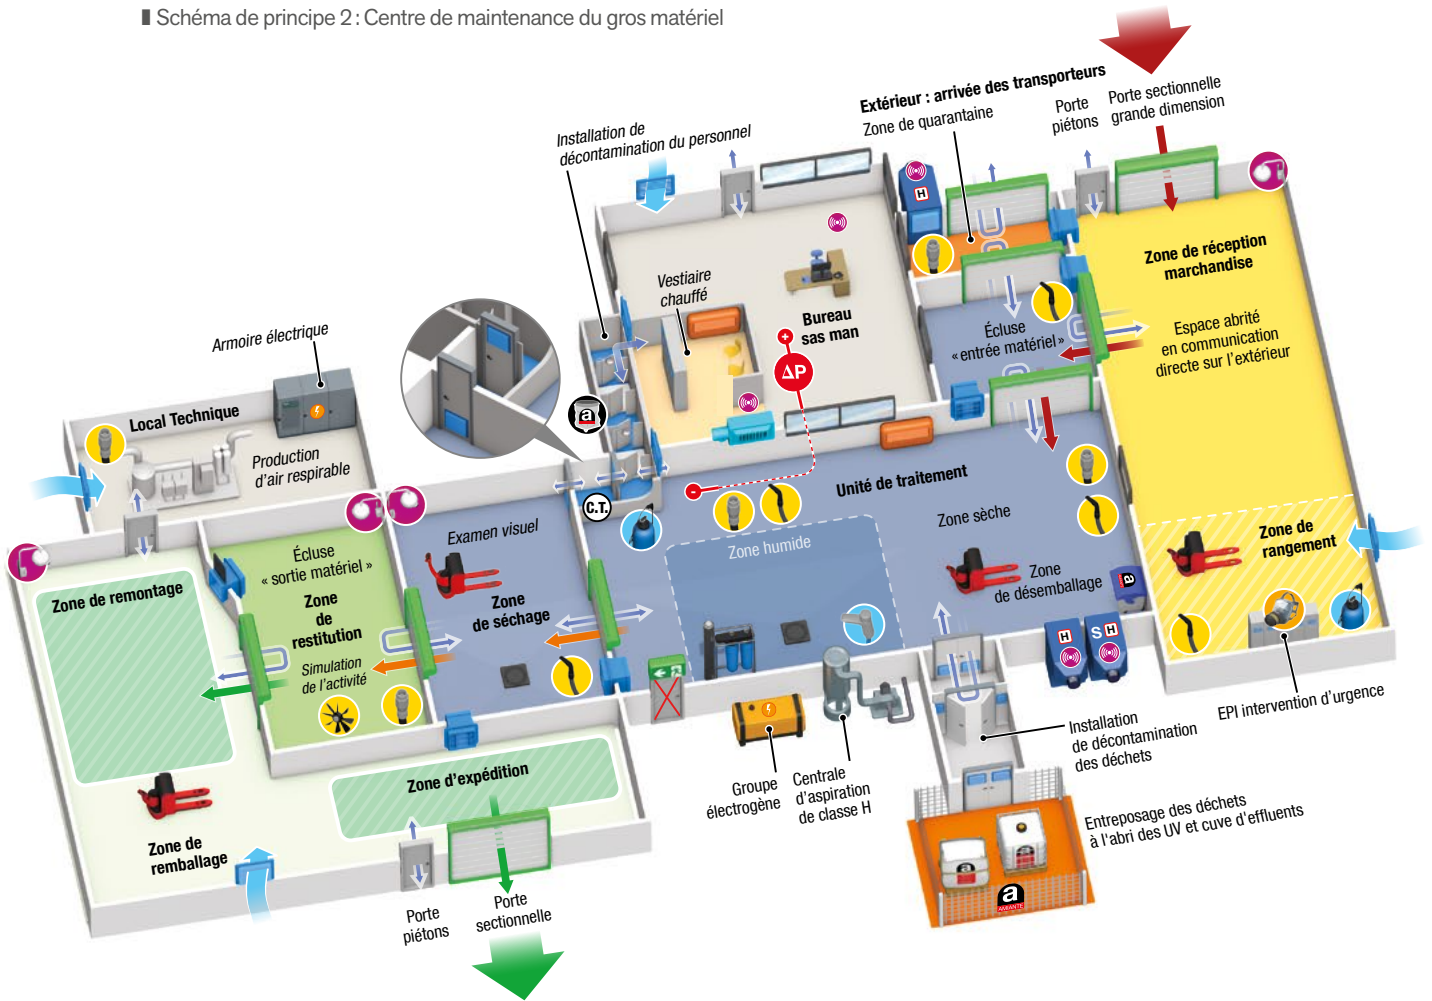 Schéma de principe 2 : Centre de maintenance du gros matériel
Extérieur : arrivée des transporteurs
Zone de quarantaine
Porte
piétons
Porte sectionnelle
grande dimension
Installation de
décontamination du personnel
H
Zone de réception
marchandise
Espace abrité
en communication
directe sur l'extérieur
Vestiaire
chauffé
Bureau
sas man
+
ΔP
-
Écluse
« entrée matériel »
Armoire électrique
Local Technique
Production
d'air respirable
a
C.T.
Unité de traitement
Zone sèche
Zone humide
Zone
de désemballage
a
Zone de
rangement
Examen visuel
Zone
de séchage
Écluse
« sortie matériel »
Zone
de
restitution
Simulation
de l'activité
Zone de remontage
H
S H
EPI intervention d'urgence
Installation
de décontamination
des déchets
Groupe
électrogène
Centrale
d'aspiration
de classe H
Zone d'expédition
Zone de
remballage
Entreposage des déchets
à l'abri des UV et cuve d'effluents
a
a
a
AMIANTE
Porte
piétons
Porte
sectionnelle